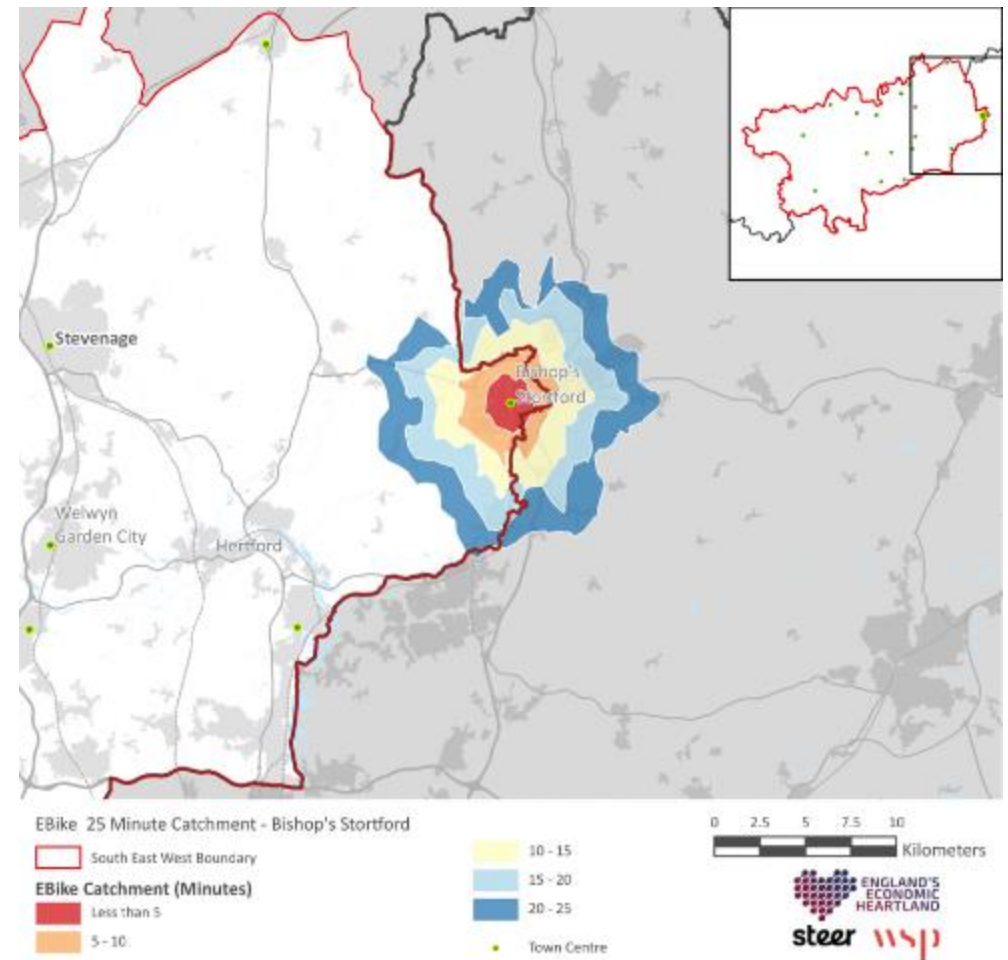 Bishop's
Stortford
Stevenage
Welwyn
Garden City
Hertford
EBike 25 Minute Catchment - Bishop's Stortford
South East West Boundary
EBike Catchment (Minutes)
Less than 5
5 - 10
10 - 15
15 - 20
20 - 25
Town Centre
0 2.5 5 7.5 10
Kilometers
ENGLAND'S
ECONOMIC
HEARTLAND
steer wsp